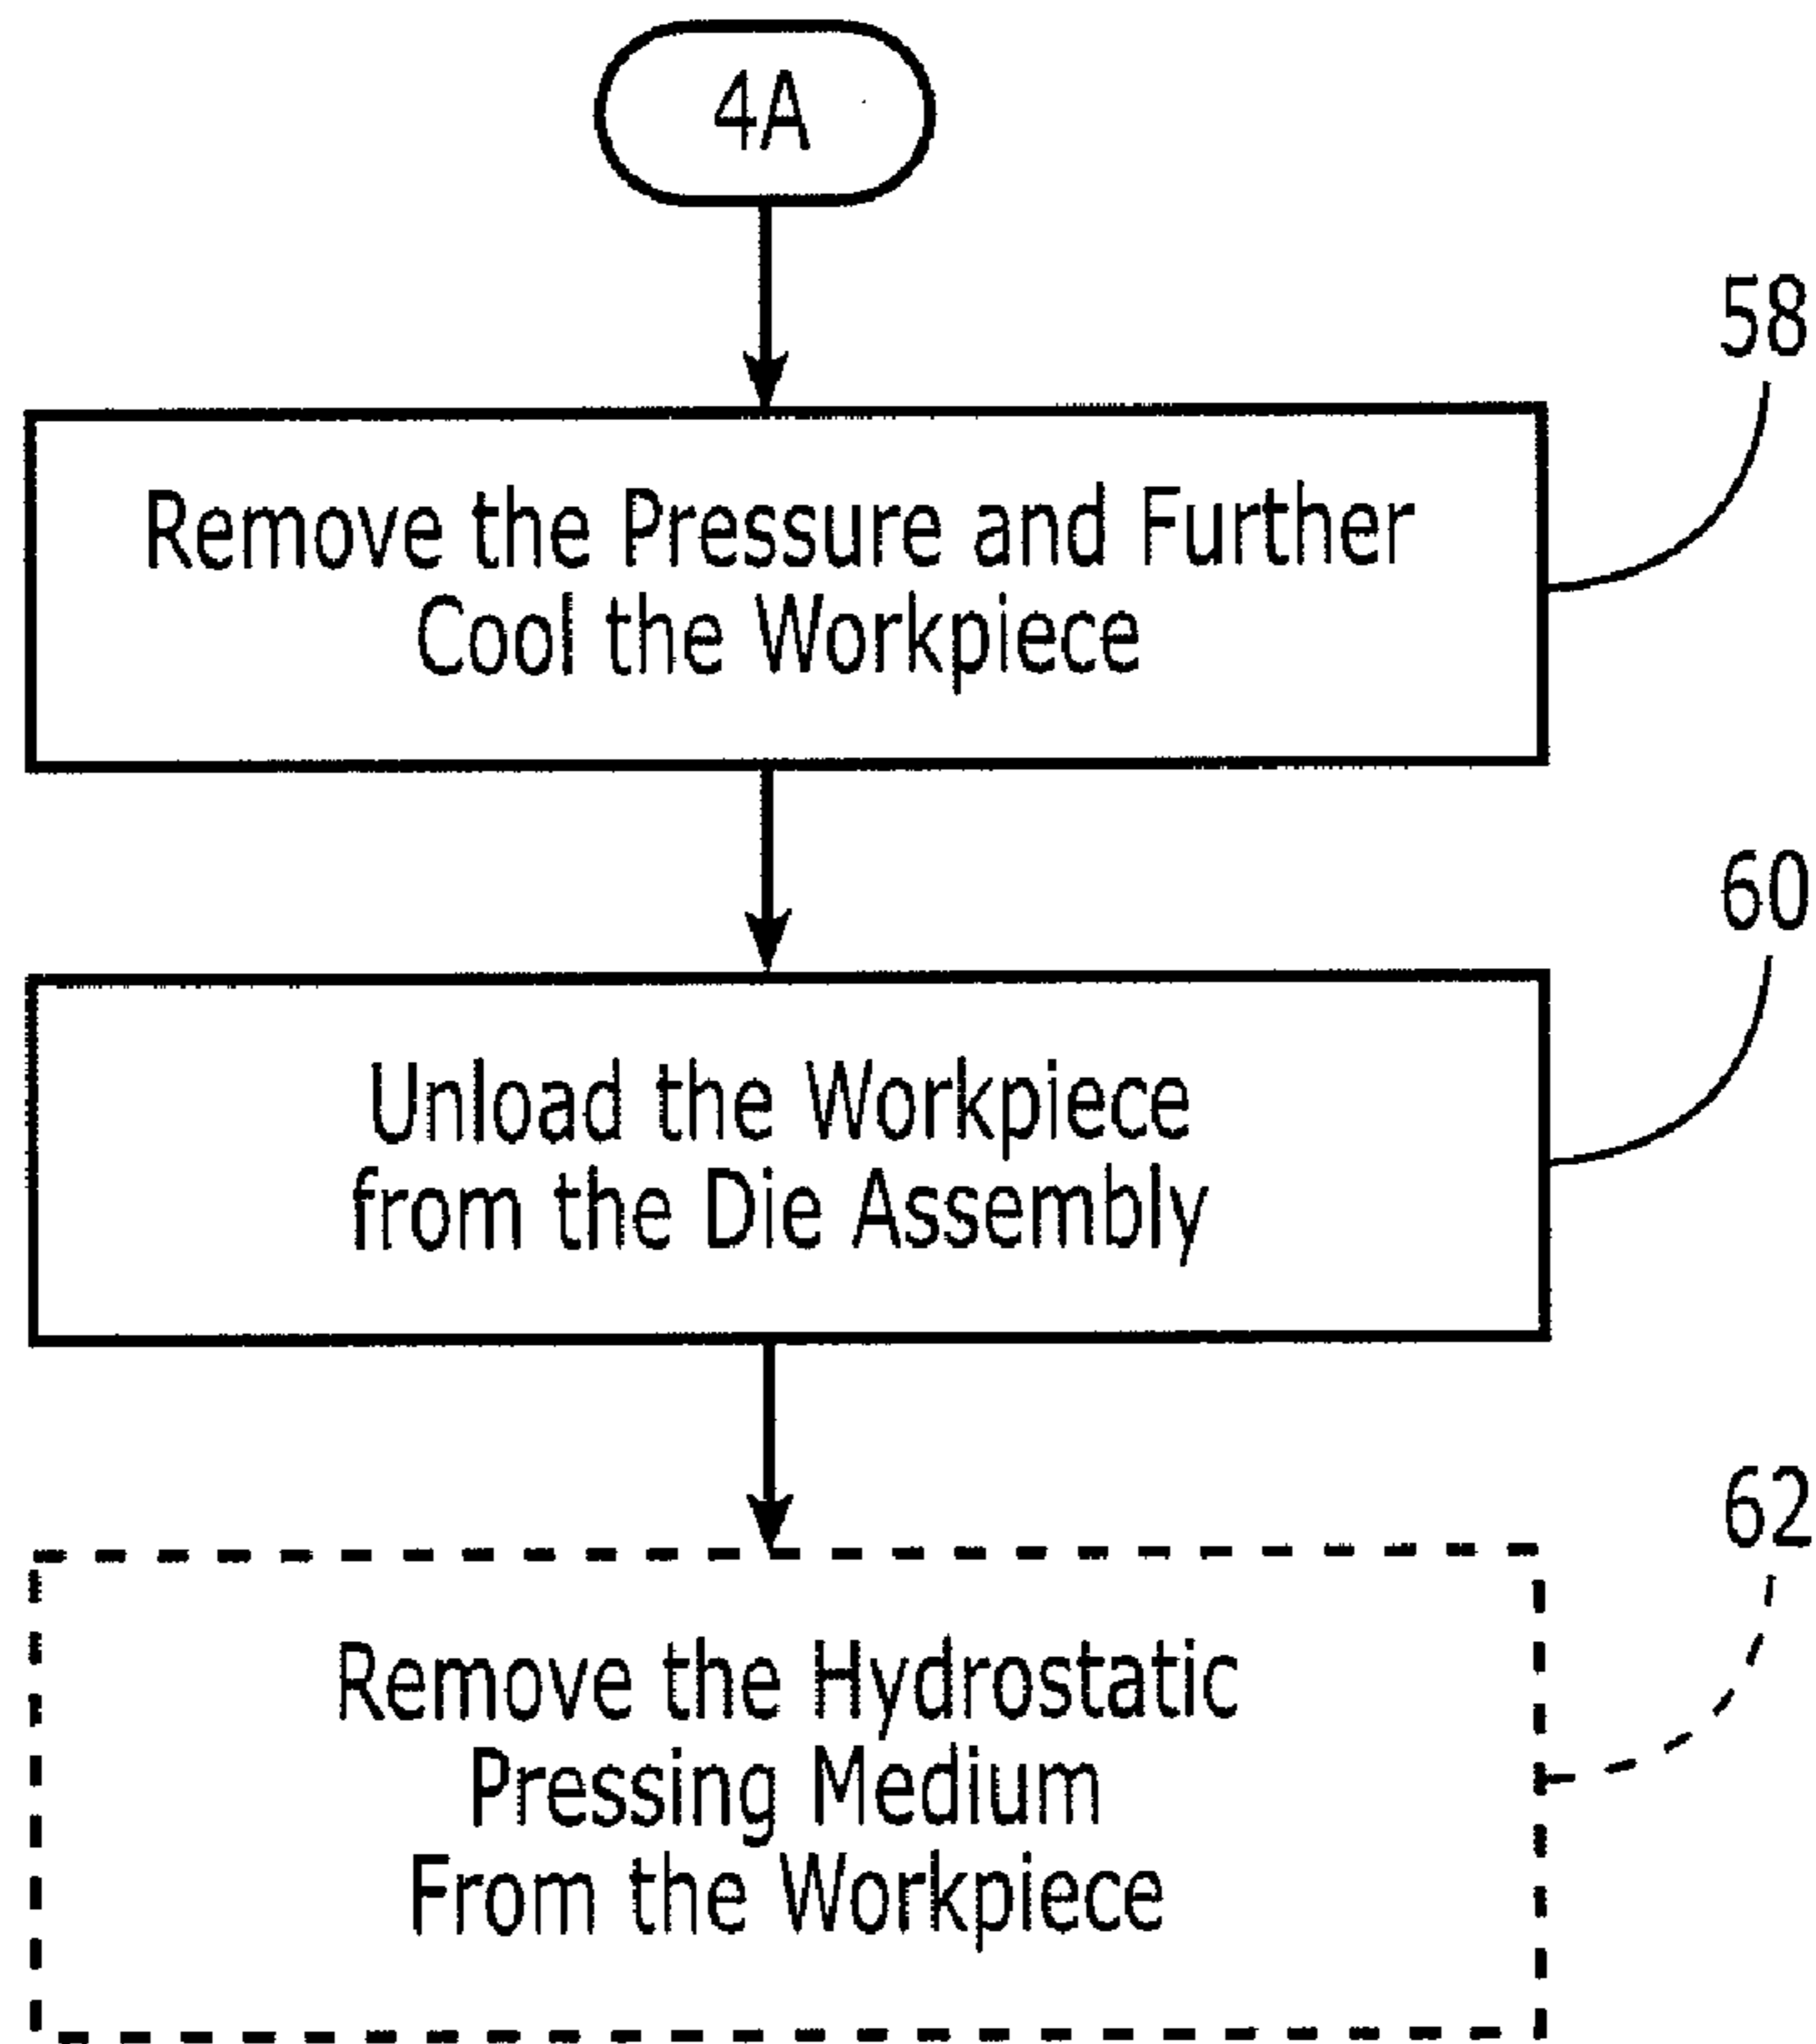 4A
58
Remove the Pressure and Further
Cool the Workpiece
60
Unload the Workpiece
from the Die Assembly
62
Remove the Hydrostatic
Pressing Medium
From the Workpiece